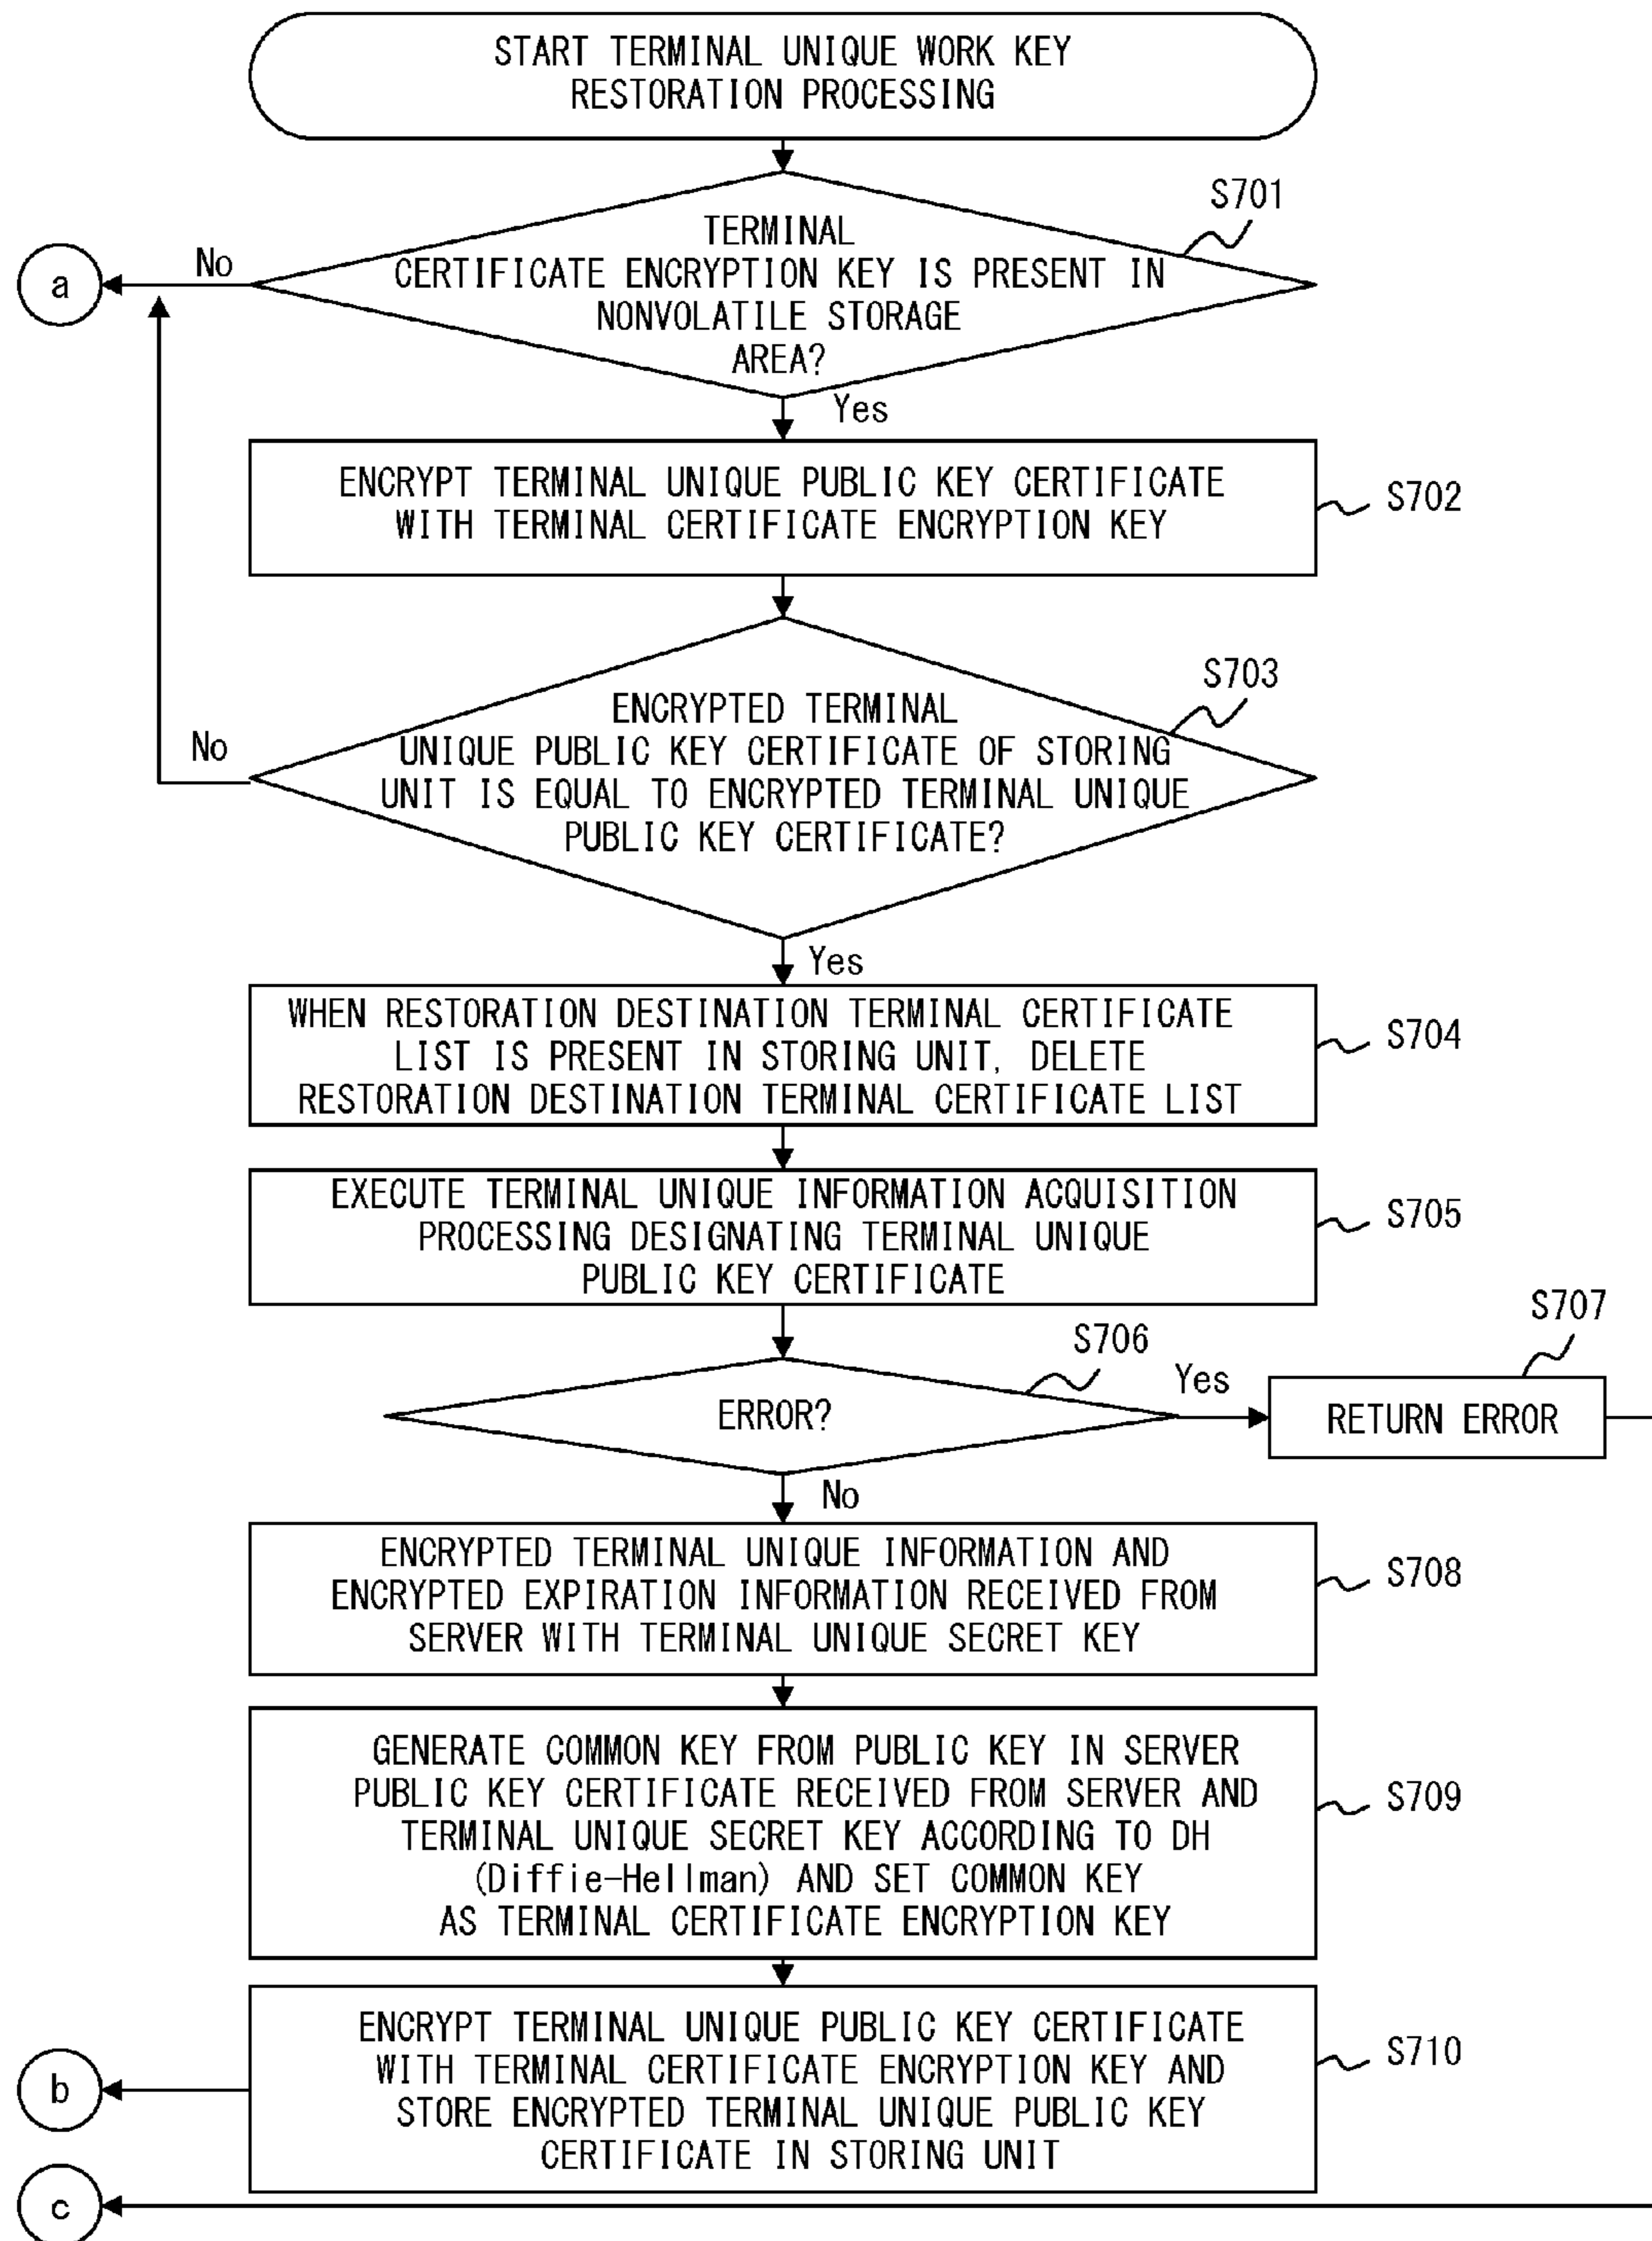 START TERMINAL UNIQUE WORK KEY
RESTORATION PROCESSING
S701
TERMINAL
CERTIFICATE ENCRYPTION KEY IS PRESENT IN
NONVOLATILE STORAGE
AREA?
No
a
Yes
ENCRYPT TERMINAL UNIQUE PUBLIC KEY CERTIFICATE
WITH TERMINAL CERTIFICATE ENCRYPTION KEY
S702
S703
ENCRYPTED TERMINAL
UNIQUE PUBLIC KEY CERTIFICATE OF STORING
UNIT IS EQUAL TO ENCRYPTED TERMINAL UNIQUE
PUBLIC KEY CERTIFICATE?
No
Yes
WHEN RESTORATION DESTINATION TERMINAL CERTIFICATE
LIST IS PRESENT IN STORING UNIT, DELETE
RESTORATION DESTINATION TERMINAL CERTIFICATE LIST
S704
EXECUTE TERMINAL UNIQUE INFORMATION ACQUISITION
PROCESSING DESIGNATING TERMINAL UNIQUE
PUBLIC KEY CERTIFICATE
S705
S706
ERROR?
Yes
S707
RETURN ERROR
No
ENCRYPTED TERMINAL UNIQUE INFORMATION AND
ENCRYPTED EXPIRATION INFORMATION RECEIVED FROM
SERVER WITH TERMINAL UNIQUE SECRET KEY
S708
GENERATE COMMON KEY FROM PUBLIC KEY IN SERVER
PUBLIC KEY CERTIFICATE RECEIVED FROM SERVER AND
TERMINAL UNIQUE SECRET KEY ACCORDING TO DH
(Diffie-Hellman) AND SET COMMON KEY
AS TERMINAL CERTIFICATE ENCRYPTION KEY
S709
ENCRYPT TERMINAL UNIQUE PUBLIC KEY CERTIFICATE
WITH TERMINAL CERTIFICATE ENCRYPTION KEY AND
STORE ENCRYPTED TERMINAL UNIQUE PUBLIC KEY
CERTIFICATE IN STORING UNIT
S710
b
c